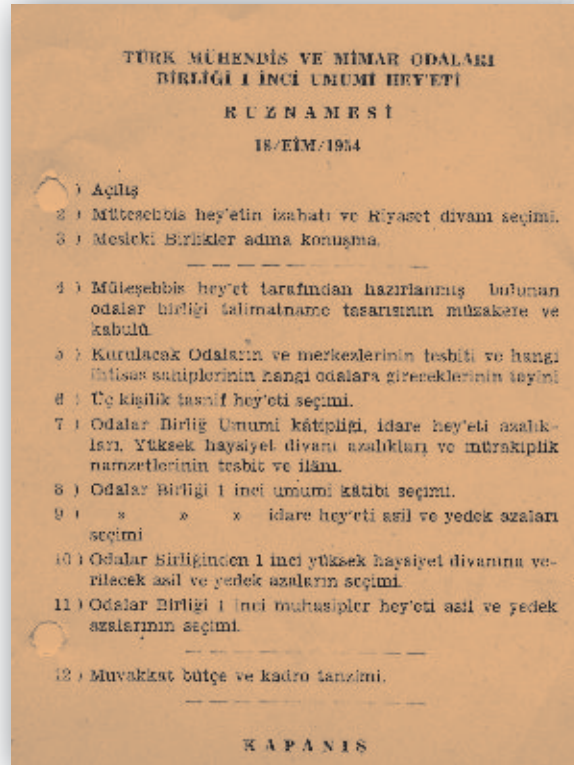 TÜRK MÜHENDİS VE MİMAR ODALARI
BİRLİĞİ 1 İNCİ UMUMİ HEY'ETİ
RUZNAMESİ
18/EİM/1954
) Açılış
2 ) Müteşebbis hey'etin izahatı ve Riyaset divanı seçimi.
3 ) Mesleki Birlikler adına konuşma.
4 ) Müteşebbis hey'et tarafından hazırlanmış bulunan
odalar birliği talimatname tasarısının müzakere ve
kabulü.
5 ) Kurulacak Odaların ve merkezlerinin tesbiti ve hangi
ihtisas sahiplerinin hangi odalara gireceklerinin tayini
6 ) Üç kişilik tasnif hey'eti seçimi.
7 ) Odalar Birliğ Umumi kâtipliği, idare hey'eti azalık-
ları, Yüksek haysiyet divanı azalıkları ve mürakiplik
namzetlerinin tesbit ve ilânı.
8 ) Odalar Birliği 1 inci umumi kâtibi seçimi.
9 ) » » » idare hey'eti asil ve yedek azaları
seçimi
10 ) Odalar Birliğinden 1 inci yüksek haysiyet divanına ve-
rilecek asil ve yedek azaların seçimi.
11 ) Odalar Birliği 1 inci muhasipler hey'eti asil ve yedek
azalarının seçimi.
12 ) Muvakkat bütçe ve kadro tanzimi.
KAPANIŞ